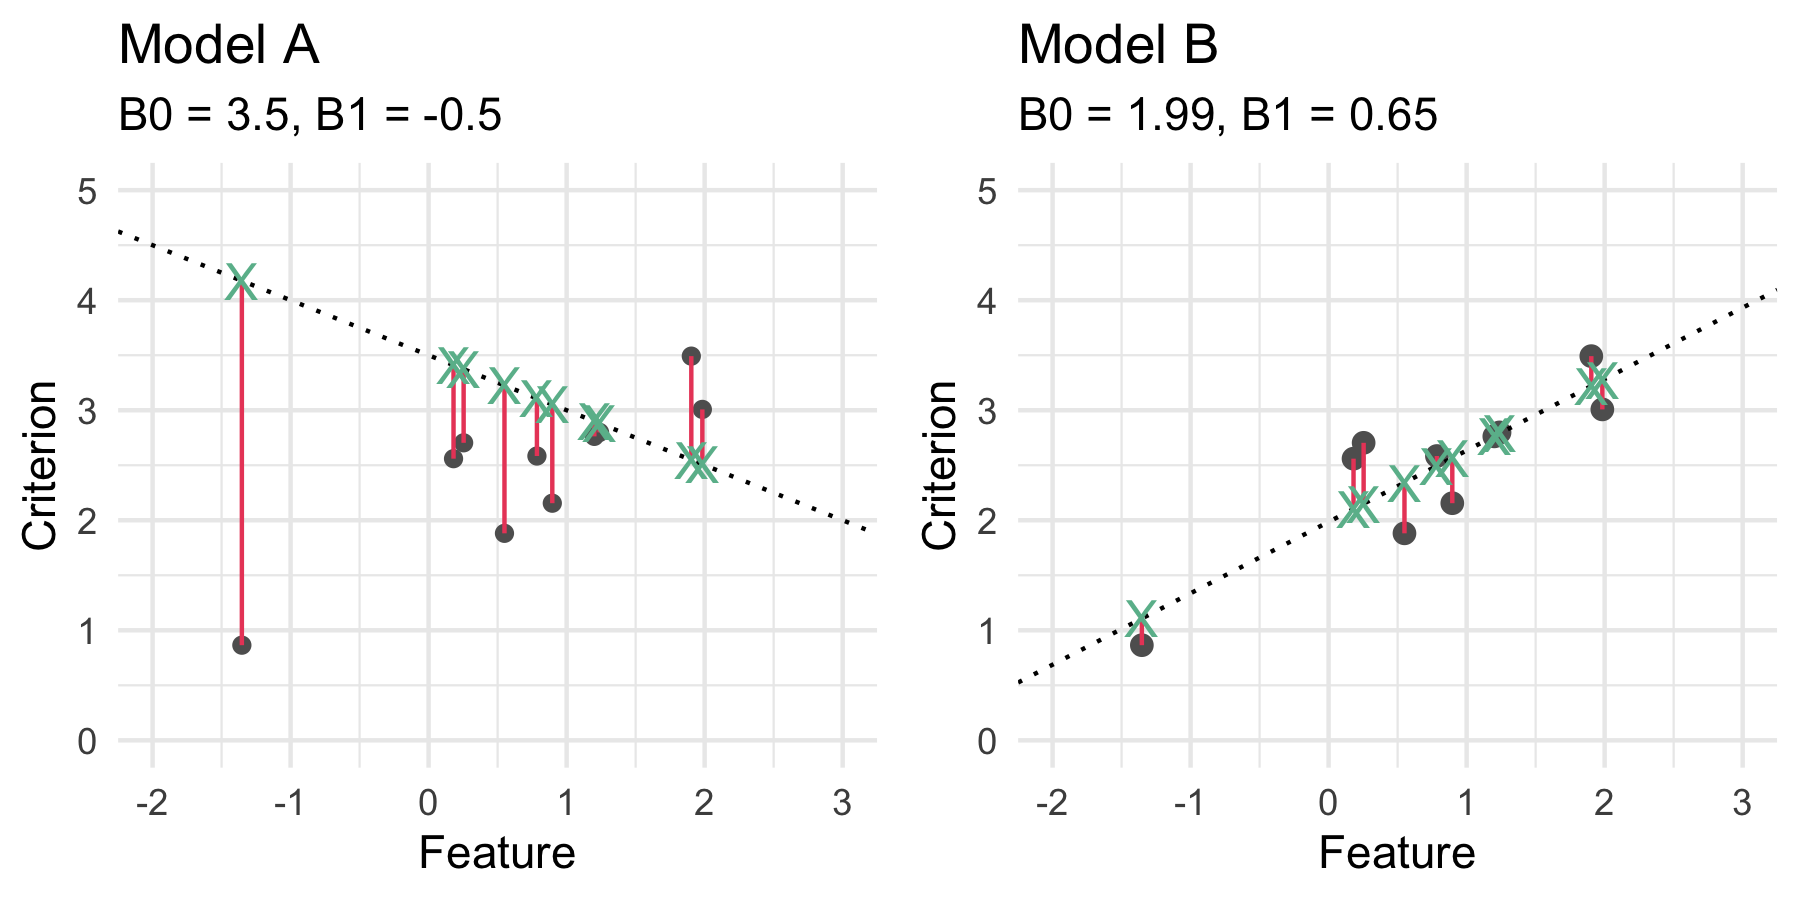 Model A
B0 = 3.5, B1 = -0.5
5
4
3
2
1
0
Criterion
-2 -1 0 1 2 3
Feature
Model B
B0 = 1.99, B1 = 0.65
5
4
3
2
1
0
Criterion
-2 -1 0 1 2 3
Feature